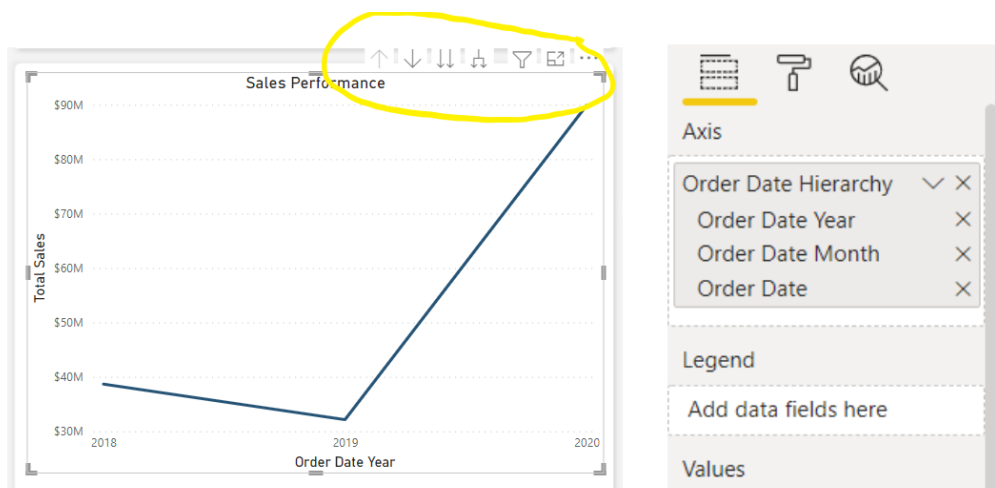 Sales Performance
$90M
$80M
$70M
$60M
$50M
$40M
$30M
Total Sales
2018 2019 2020
Order Date Year
Axis
Order Date Hierarchy
Order Date Year
Order Date Month
Order Date
Legend
Add data fields here
Values